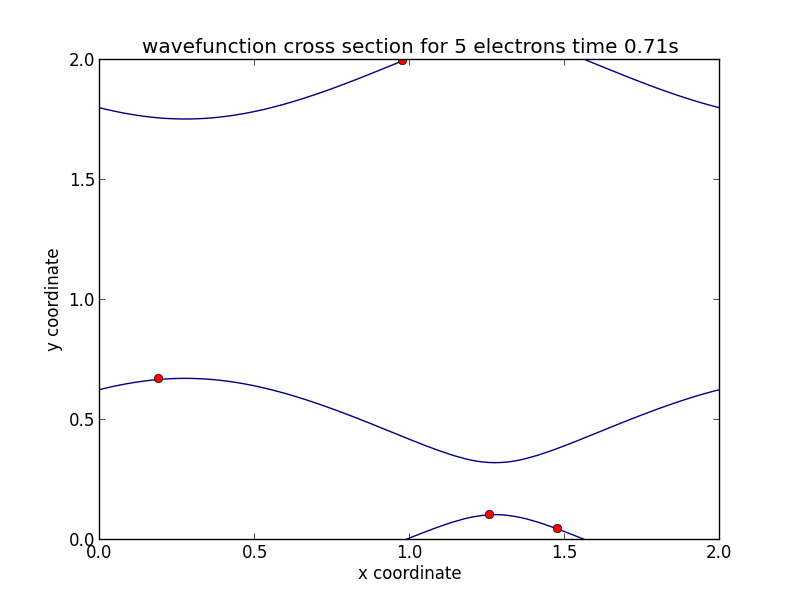 wavefunction cross section for 5 electrons time 0.71s
2.0
1.5
1.0
0.5
0.0
y coordinate
0.0 0.5 1.0 1.5 2.0
x coordinate